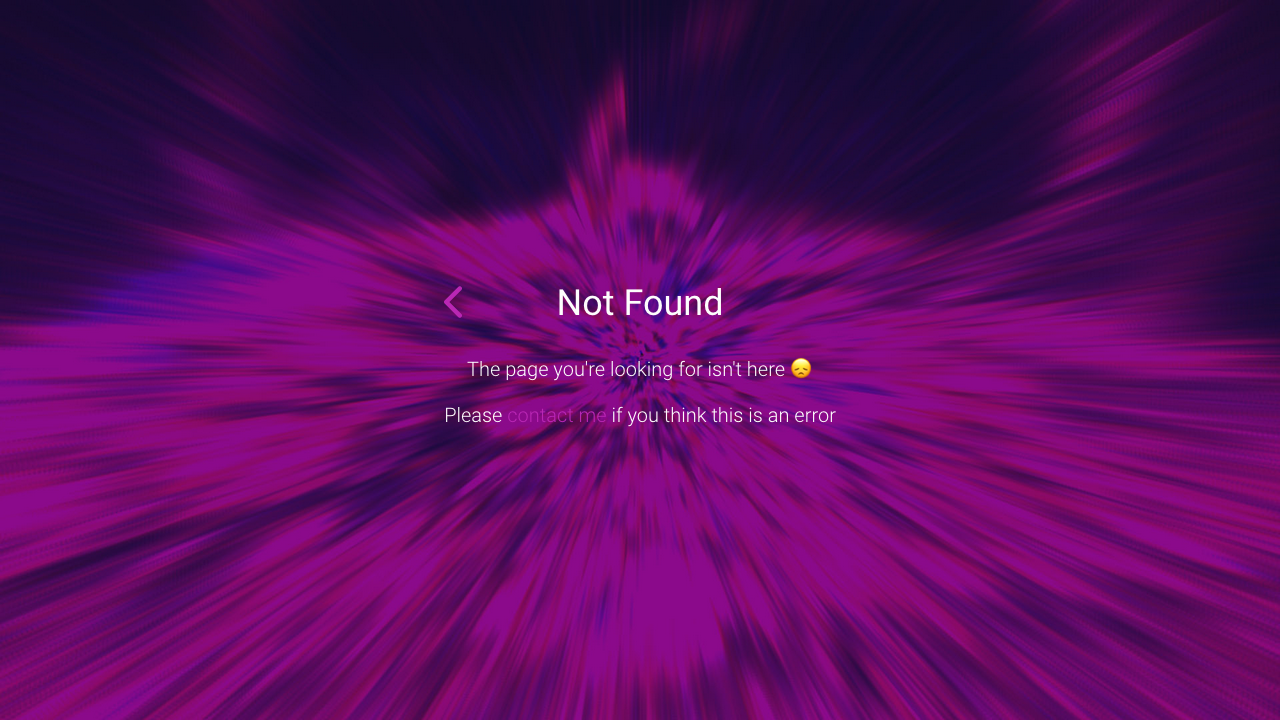 Not Found
The page you're looking for isn't here 😞
Please contact me if you think this is an error